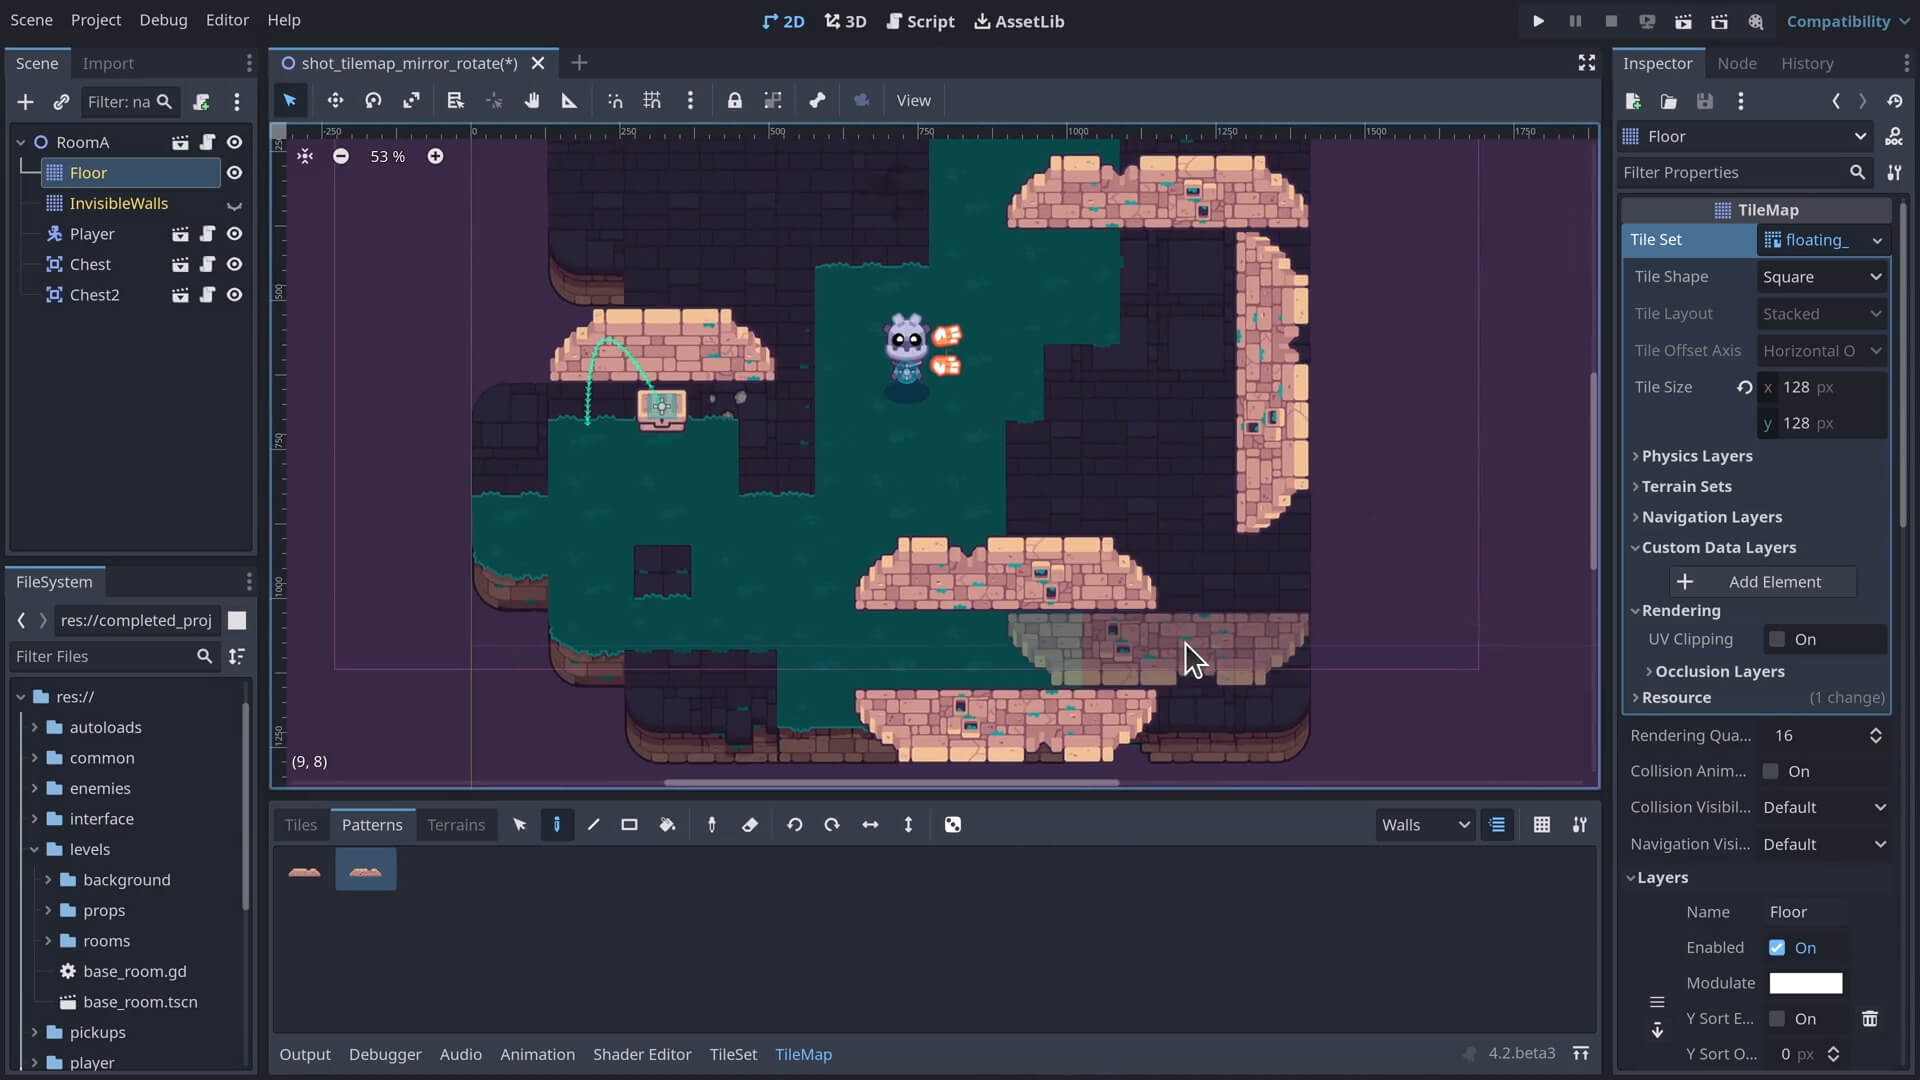 Scene Project Debug Editor Help
2D 3D Script AssetLib
Compatibility
Scene Import
Filter: na
RoomA
Floor
InvisibleWalls
Player
Chest
Chest2
FileSystem
res://completed_proj
Filter Files
res://
autoloads
common
enemies
interface
levels
background
props
rooms
base_room.gd
base_room.tscn
pickups
player
shot_tilemap_mirror_rotate(*)
View
-250 0 250 500 750 1000 1250 1500 1750
53 %
500
750
1000
1250
(9, 8)
Tiles Patterns Terrains
Walls
Output Debugger Audio Animation Shader Editor TileSet TileMap
4.2.beta3
Inspector Node History
Floor
DOC
Filter Properties
TileMap
Tile Set floating_
Tile Shape Square
Tile Layout Stacked
Tile Offset Axis Horizontal O
Tile Size x 128 px
y 128 px
Physics Layers
Terrain Sets
Navigation Layers
Custom Data Layers
Add Element
Rendering
UV Clipping On
Occlusion Layers
Resource (1 change)
Rendering Qua... 16
Collision Anim... On
Collision Visibil... Default
Navigation Visi... Default
Layers
Name Floor
Enabled On
Modulate
Y Sort E... On
Y Sort O... 0 px